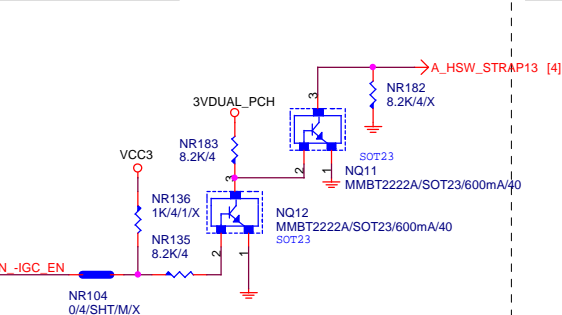 A_HSW_STRAP13 [4]
NR182
8.2K/4/X
3
3VDUAL_PCH
NR183
8.2K/4
SOT23
2
1
NQ11
MMBT2222A/SOT23/600mA/40
VCC3
3
NR136
1K/4/1/X
NQ12
MMBT2222A/SOT23/600mA/40
SOT23
NR135
8.2K/4
2
1
N_-IGC_EN
NR104
0/4/SHT/M/X